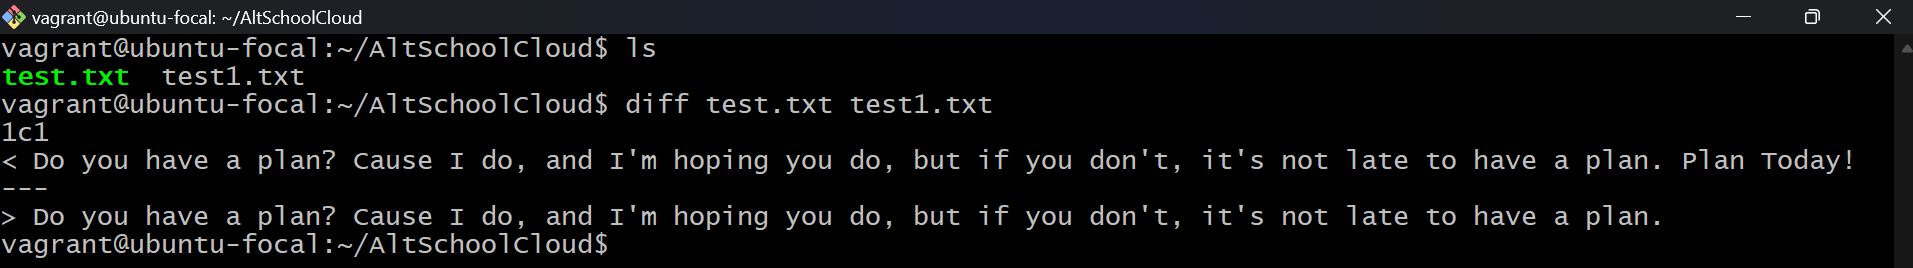 vagrant@ubuntu-focal: ~/AltSchoolCloud
vagrant@ubuntu-focal:~/AltSchoolCloud$ ls
test.txt  test1.txt
vagrant@ubuntu-focal:~/AltSchoolCloud$ diff test.txt test1.txt
1c1
< Do you have a plan? Cause I do, and I'm hoping you do, but if you don't, it's not late to have a plan. Plan Today!
---
> Do you have a plan? Cause I do, and I'm hoping you do, but if you don't, it's not late to have a plan.
vagrant@ubuntu-focal:~/AltSchoolCloud$